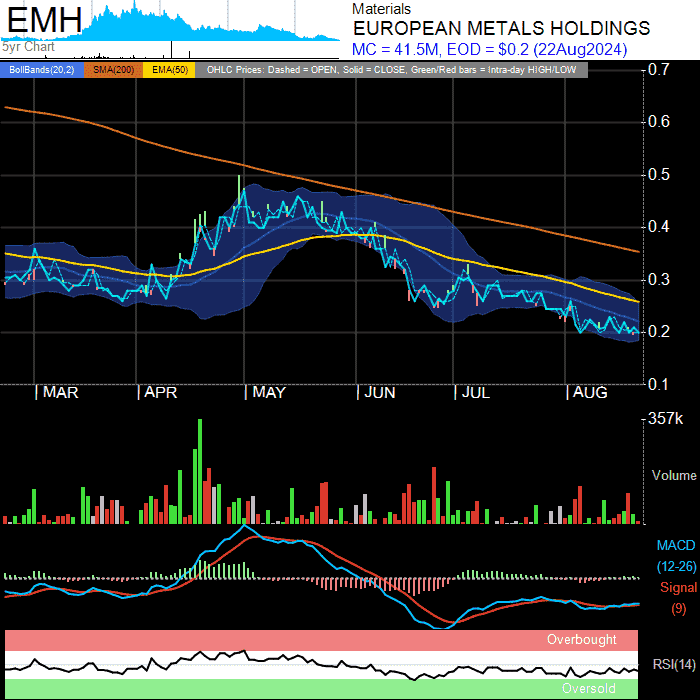 EMH
5yr Chart
Materials
EUROPEAN METALS HOLDINGS
MC = 41.5M, EOD = $0.2 (22Aug2024)
BollBands(20,2) SMA(200) EMA(50) OHLC Prices: Dashed = OPEN, Solid = CLOSE, Green/Red bars = Intra-day HIGH/LOW
0.7
0.6
0.5
0.4
0.3
0.2
0.1
MAR APR MAY JUN JUL AUG
357k
Volume
MACD
(12-26)
Signal
(9)
Overbought
RSI(14)
Oversold